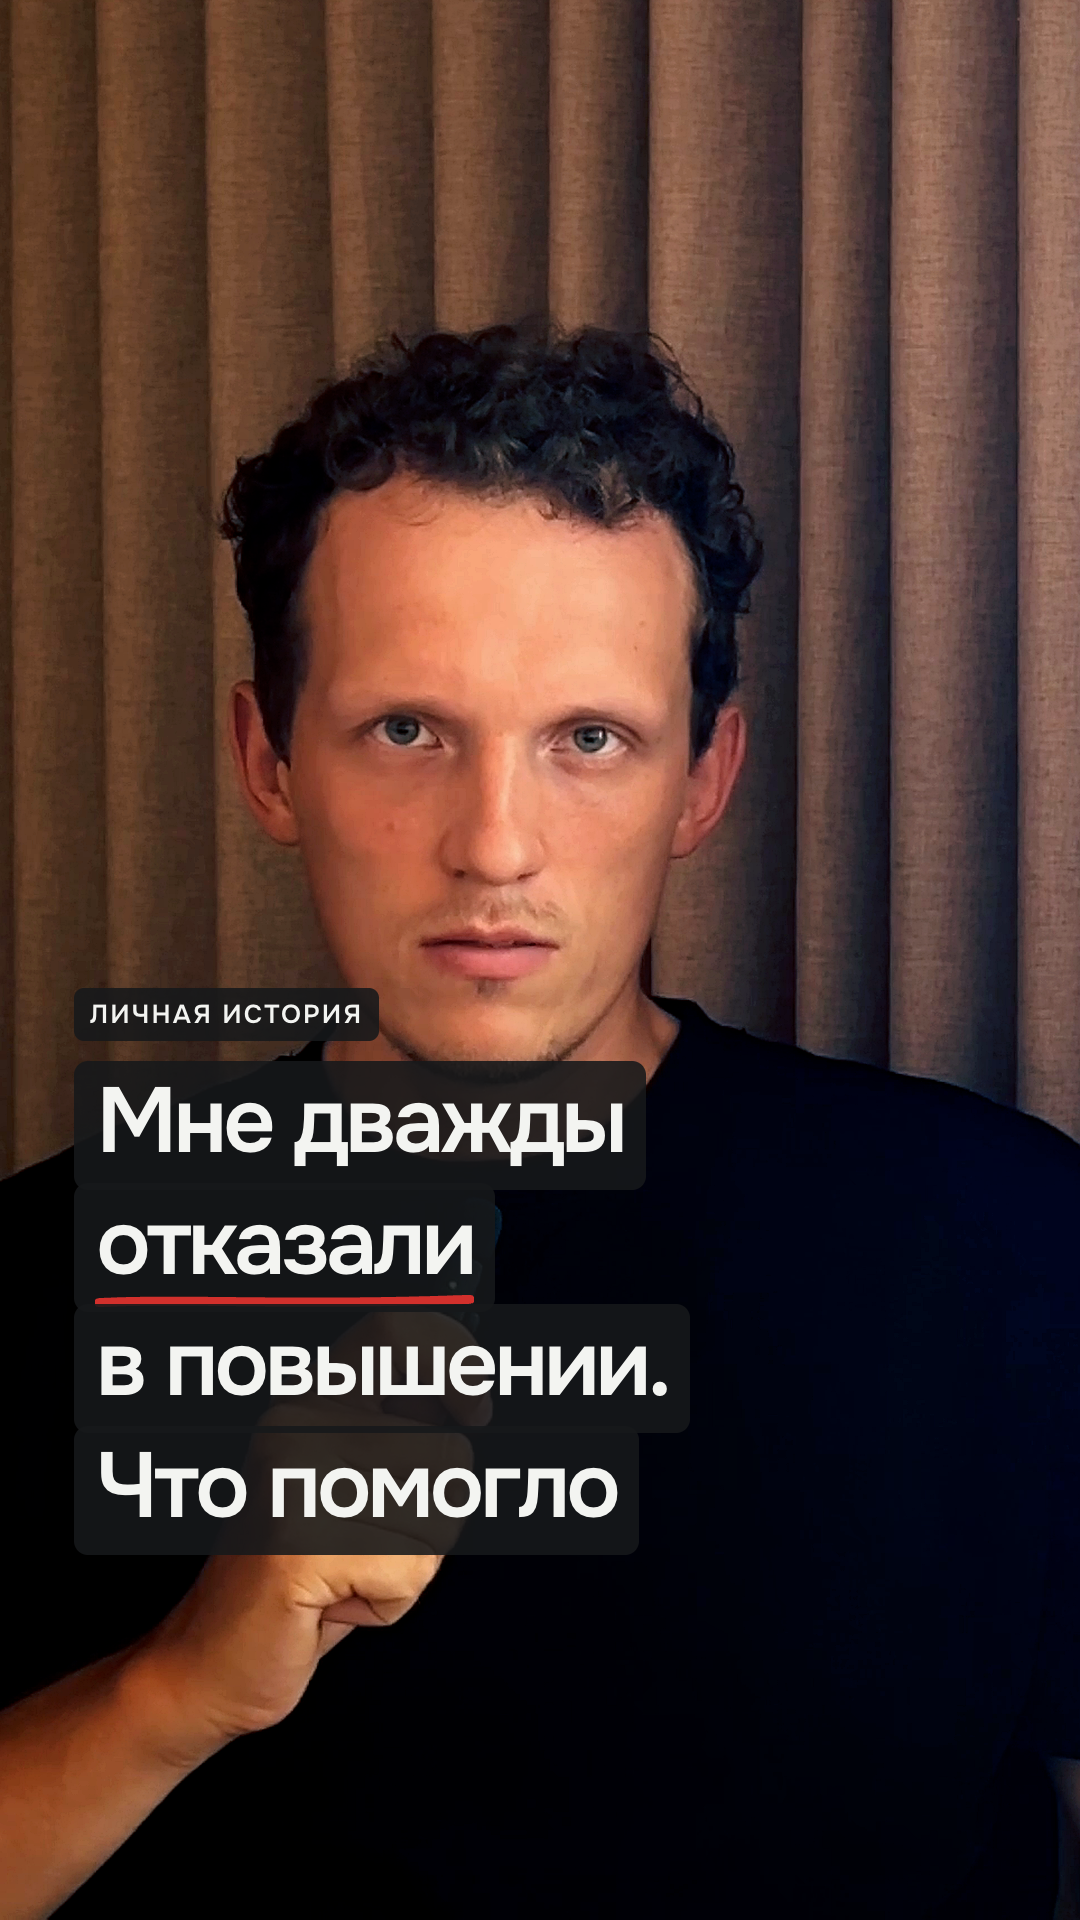 ЛИЧНАЯ ИСТОРИЯ
Мне дважды
отказали
в повышении.
Что помогло